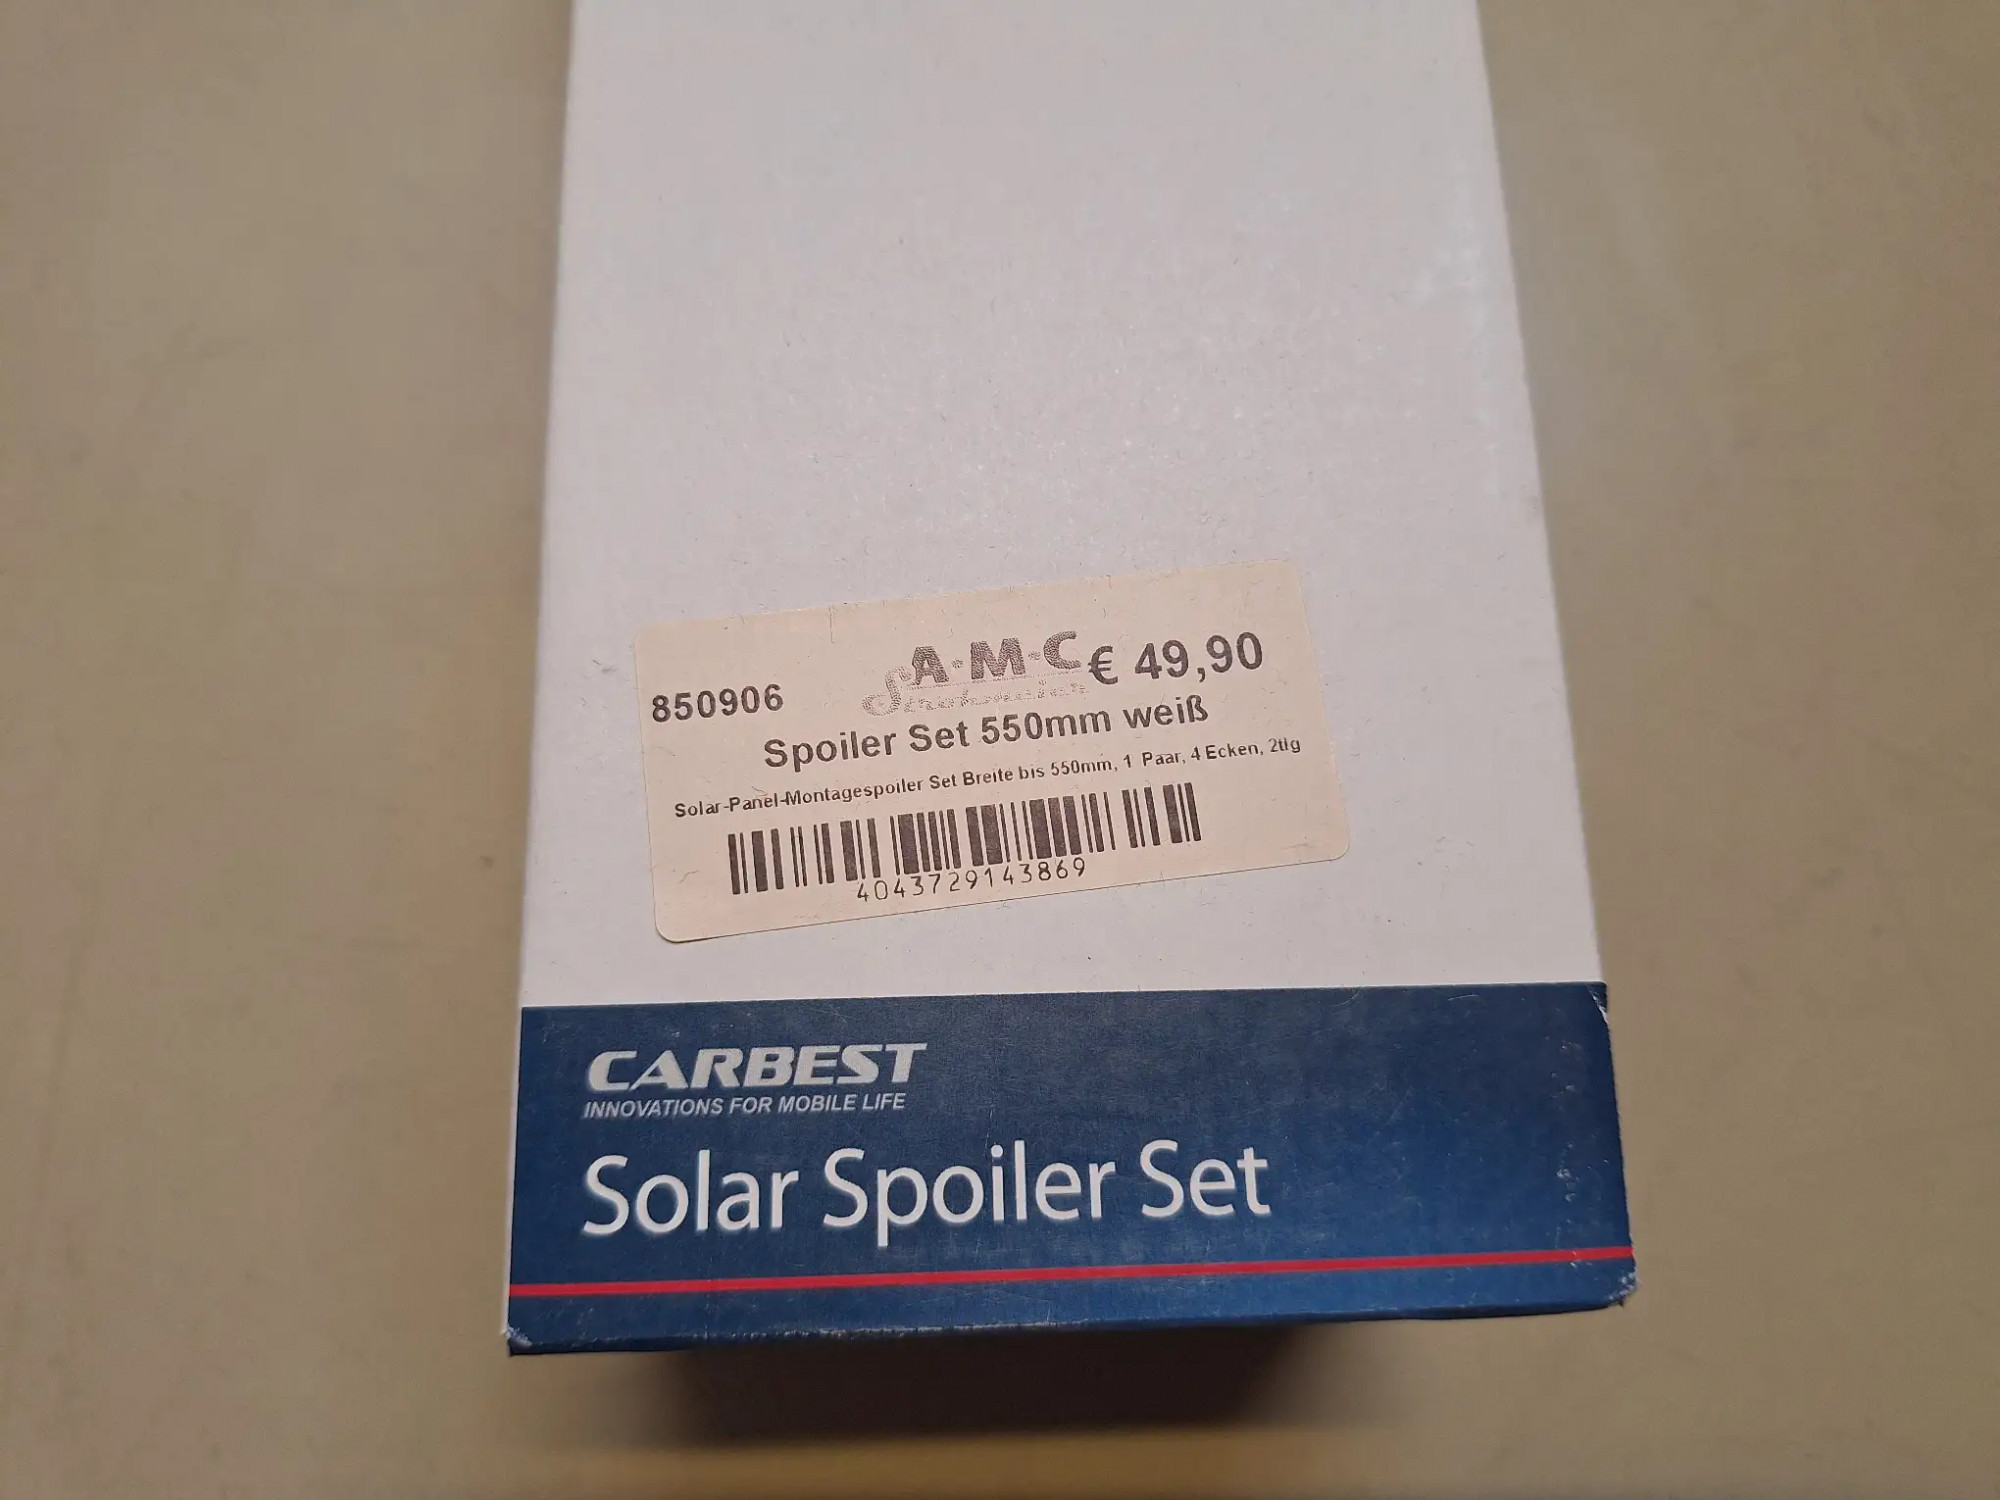 A·M·C
€ 49,90
850906
Spoiler Set 550mm weiß
Solar-Panel-Montagespoiler Set Breite bis 550mm, 1 Paar, 4 Ecken, 2tlg
4043729143869
CARBEST
INNOVATIONS FOR MOBILE LIFE
Solar Spoiler Set